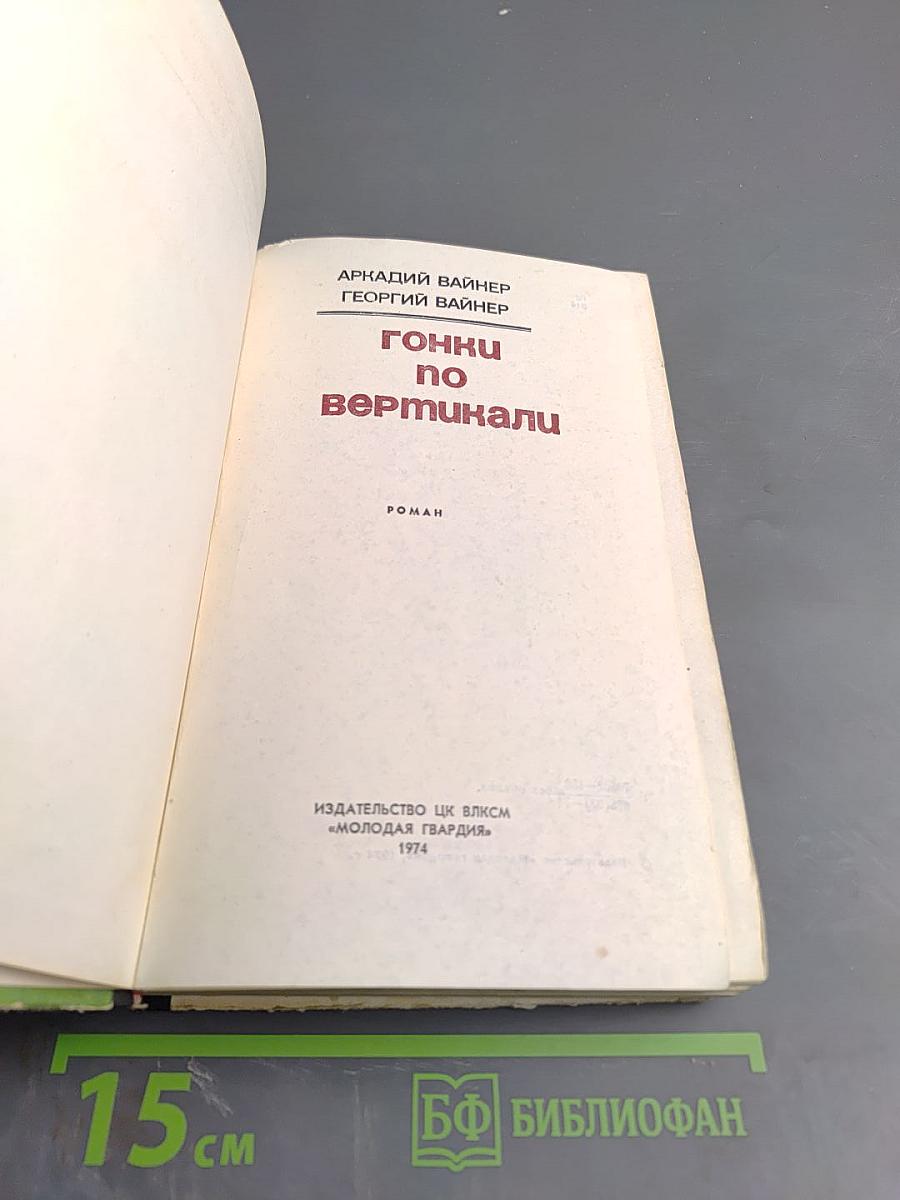 АРКАДИЙ ВАЙНЕР
ГЕОРГИЙ ВАЙНЕР
ГОНКИ
ПО
ВЕРТИКАЛИ
РОМАН
ИЗДАТЕЛЬСТВО ЦК ВЛКСМ
«МОЛОДАЯ ГВАРДИЯ»
1974
15 см
БФ БИБЛИОФАН